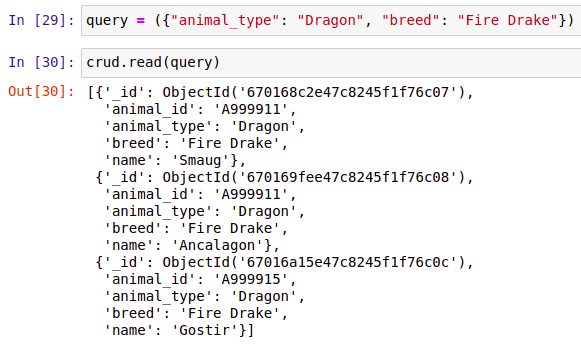 In [29]: query = ({"animal_type": "Dragon", "breed": "Fire Drake"})
In [30]: crud.read(query)
Out[30]: [{'_id': ObjectId('670168c2e47c8245f1f76c07'),
'animal_id': 'A999911',
'animal_type': 'Dragon',
'breed': 'Fire Drake',
'name': 'Smaug'},
{'_id': ObjectId('670169fee47c8245f1f76c08'),
'animal_id': 'A999911',
'animal_type': 'Dragon',
'breed': 'Fire Drake',
'name': 'Ancalagon'},
{'_id': ObjectId('67016a15e47c8245f1f76c0c'),
'animal_id': 'A999915',
'animal_type': 'Dragon',
'breed': 'Fire Drake',
'name': 'Gostir'}]